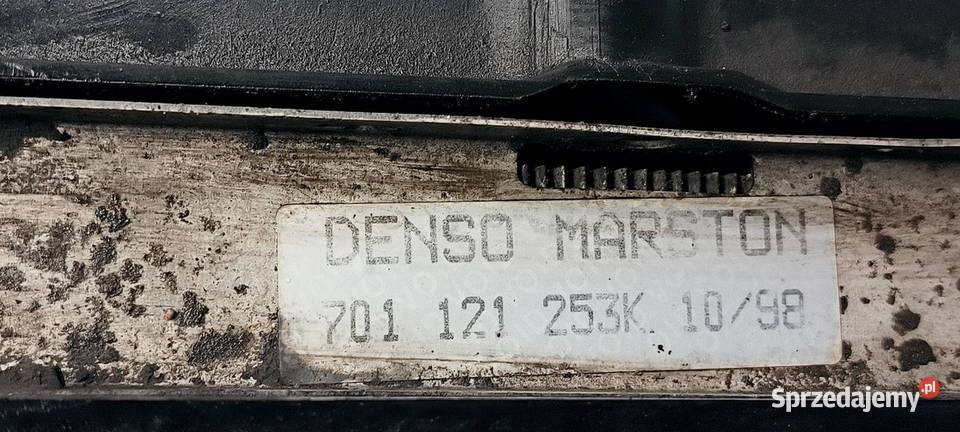 DENSO MARSTON
701 121 253K. 10/98
Sprzedajemy.pl